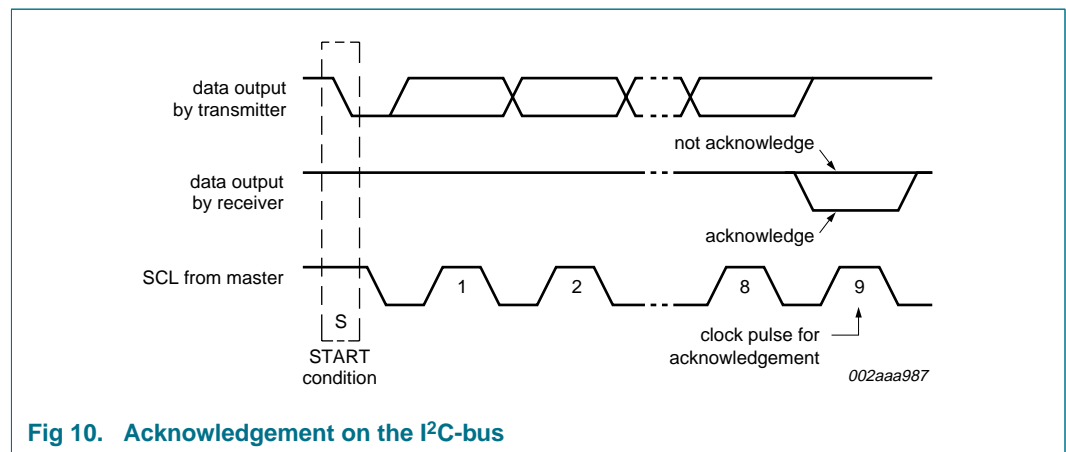 data output
by transmitter
not acknowledge
data output
by receiver
acknowledge
SCL from master
1
2
8
9
S
START
condition
clock pulse for
acknowledgement
002aaa987
Fig 10. Acknowledgement on the I²C-bus